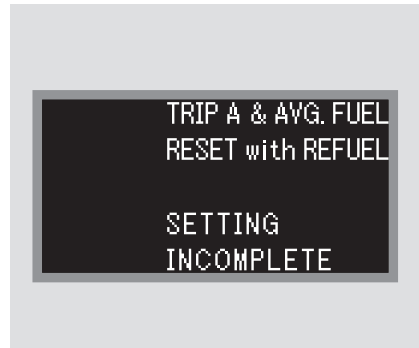 TRIP A & AVG. FUEL
RESET with REFUEL
SETTING
INCOMPLETE